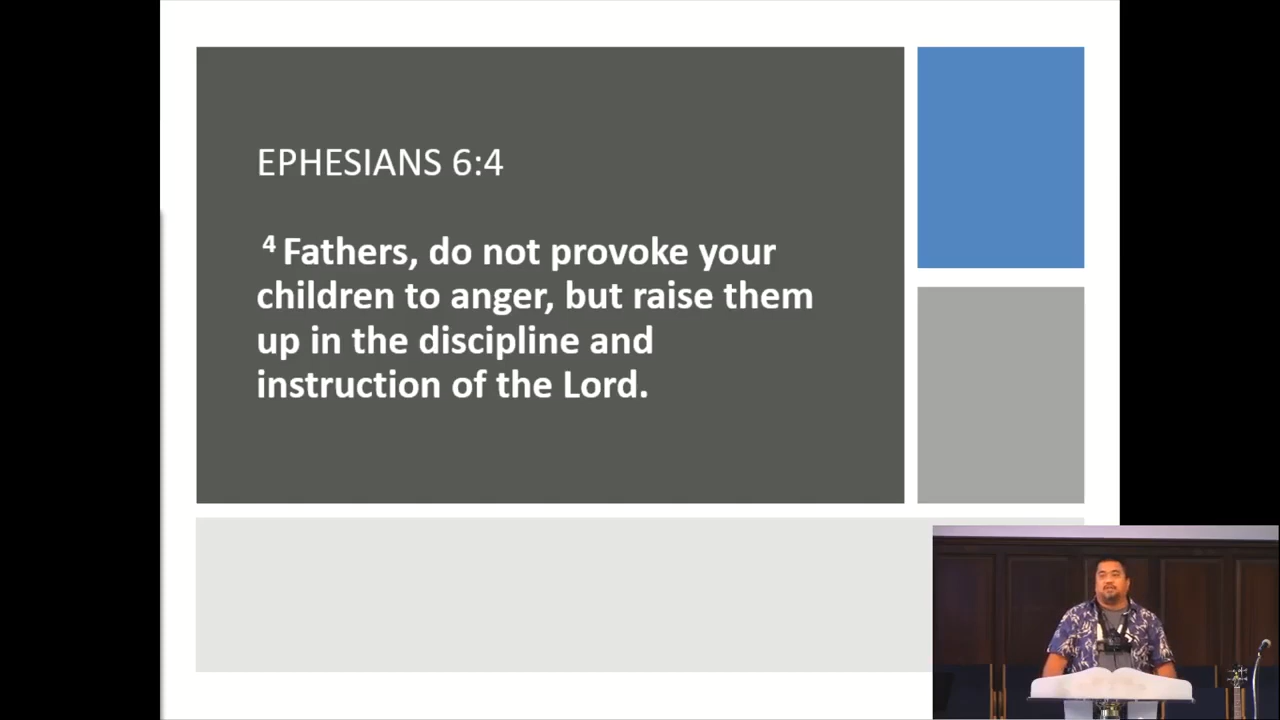 EPHESIANS 6:4
4 Fathers, do not provoke your
children to anger, but raise them
up in the discipline and
instruction of the Lord.